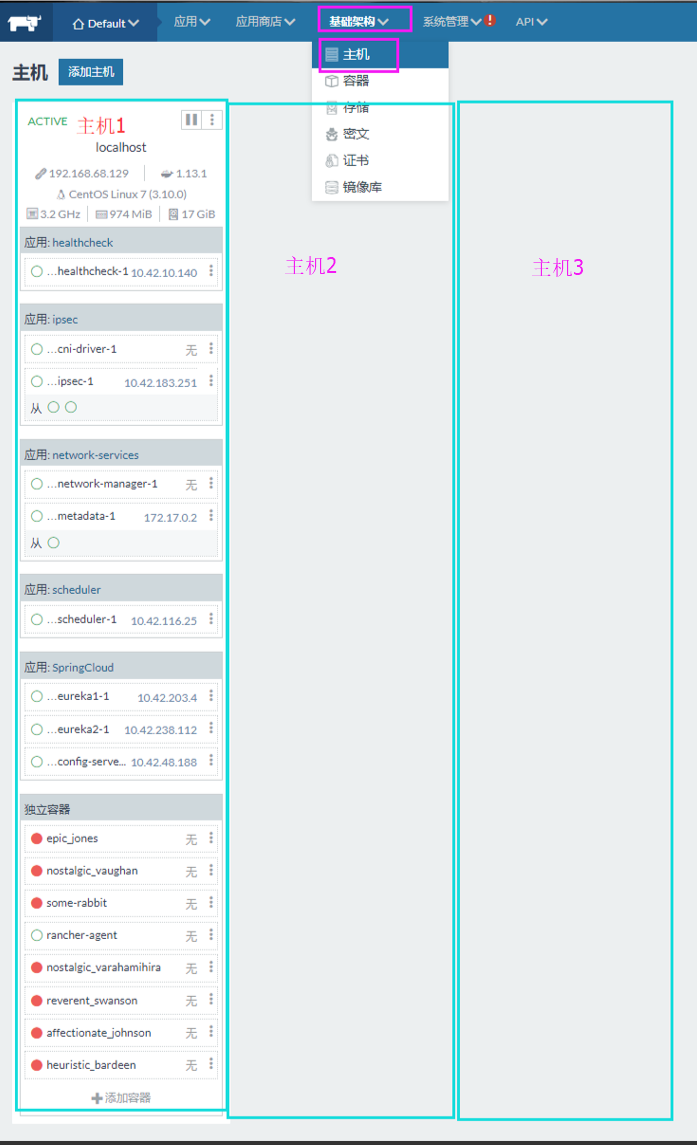 Default 应用 应用商店 基础架构 系统管理 API
主机 添加主机
主机
容器
存储
密文
证书
镜像库
ACTIVE 主机1
localhost
192.168.68.129 1.13.1
CentOS Linux 7 (3.10.0)
3.2 GHz 974 MiB 17 GiB
应用: healthcheck
...healthcheck-1 10.42.10.140
应用: ipsec
...cni-driver-1 无
...ipsec-1 10.42.183.251
从
应用: network-services
...network-manager-1 无
...metadata-1 172.17.0.2
从
应用: scheduler
...scheduler-1 10.42.116.25
应用: SpringCloud
...eureka1-1 10.42.203.4
...eureka2-1 10.42.238.112
...config-serve... 10.42.48.188
独立容器
epic_jones 无
nostalgic_vaughan 无
some-rabbit 无
rancher-agent 无
nostalgic_varahamihira 无
reverent_swanson 无
affectionate_johnson 无
heuristic_bardeen 无
添加容器
主机2
主机3